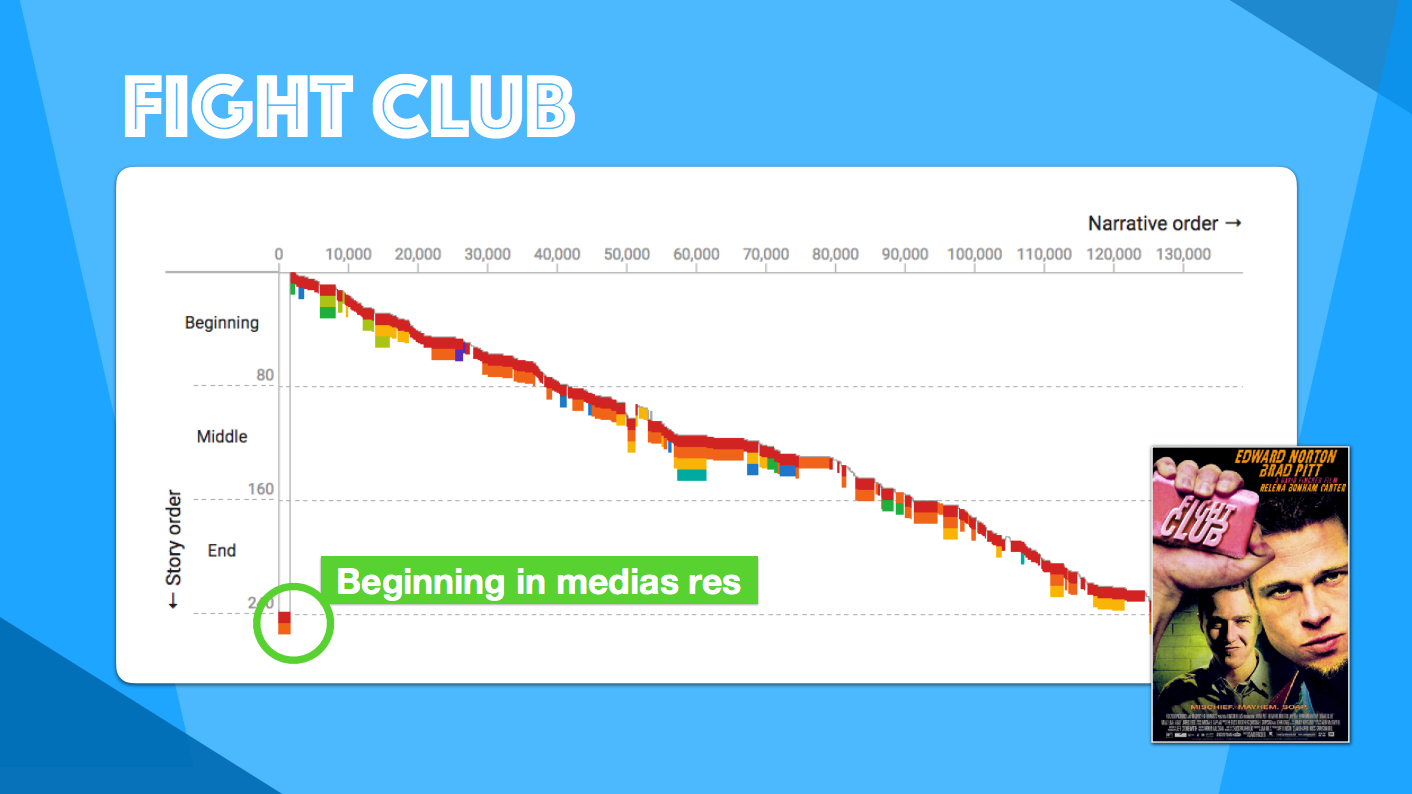 FIGHT CLUB
Narrative order →
0 10,000 20,000 30,000 40,000 50,000 60,000 70,000 80,000 90,000 100,000 110,000 120,000 130,000
Beginning
80
Middle
160
End
← Story order
Beginning in medias res
EDWARD NORTON
BRAD PITT
A DAVID FINCHER FILM
HELENA BONHAM CARTER
FIGHT
CLUB
MISCHIEF. MAYHEM. SOAP.